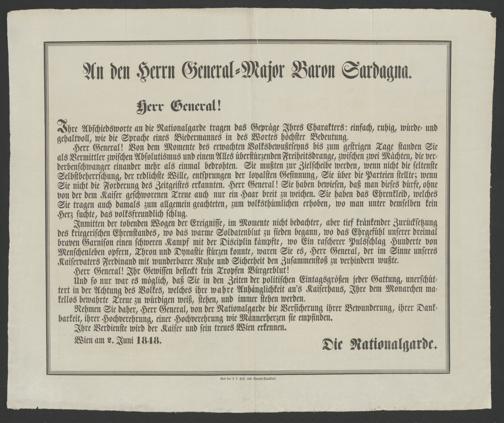 An den Herrn General-Major Baron Sardagna.
Herr General!
Ihre Abschiedsworte an die Nationalgarde tragen das Gepräge Ihres Charakters: einfach, ruhig, würde- und
gehaltvoll, wie die Sprache eines Biedermannes in des Wortes höchster Bedeutung.
Herr General! Von dem Momente des erwachten Volksbewußtseyns bis zum gestrigen Tage standen Sie
als Vermittler zwischen Absolutismus und einem Alles überstürzenden Freiheitsdrange, zwischen zwei Mächten, die ver-
derbenschwanger einander mehr als einmal bedrohten. Sie mußten zur Zielscheibe werden, wenn nicht die seltenste
Selbstbeherrschung, der redlichste Wille, entsprungen der loyalsten Gesinnung, Sie über die Parteien stellte; wenn
Sie nicht die Forderung des Zeitgeistes erkannten. Herr General! Sie haben bewiesen, daß man dieses dürfe, ohne
von der dem Kaiser geschworenen Treue auch nur ein Haar breit zu weichen. Sie haben das Ehrenkleid, welches
Sie tragen auch damals zum allgemein geachteten, zum volksthümlichen erhoben, wo man unter demselben kein
Herz suchte, das volksfreundlich schlug.
Inmitten der tobenden Wogen der Ereignisse, im Momente nicht bedachter, aber tief kränkender Zurücksetzung
des kriegerischen Ehrenstandes, wo das warme Soldatenblut zu sieden begann, wo das Ehrgefühl unserer dreimal
braven Garnison einen schweren Kampf mit der Disciplin kämpfte, wo Ein rascherer Pulsschlag Hunderte von
Menschenleben opfern, Thron und Dynastie stürzen konnte, waren Sie es, Herr General, der im Sinne unseres
Kaiservaters Ferdinand mit wunderbarer Ruhe und Sicherheit den Zusammenstoß zu verhindern wußte.
Herr General! Ihr Gewissen befleckt kein Tropfen Bürgerblut!
Und so nur war es möglich, daß Sie in den Zeiten der politischen Eintagsgrößen jeder Gattung, unerschüt-
tert in der Achtung des Volkes, welches ihre wahre Anhänglichkeit an's Kaiserhaus, Ihre dem Monarchen ma-
kellos bewahrte Treu zu würdigen weiß, stehen, und immer stehen werden.
Nehmen Sie daher, Herr General, von der Nationalgarde die Versicherung ihrer Bewunderung, ihrer Dank-
barkeit, ihrer Hochverehrung, einer Hochverehrung wie Männerherzen sie empfinden.
Ihre Verdienste wird der Kaiser und sein treues Wien erkennen.
Wien am 2. Juni 1848.
Die Nationalgarde.
Aus der k. k. Hof- und Staats-Druckerei.